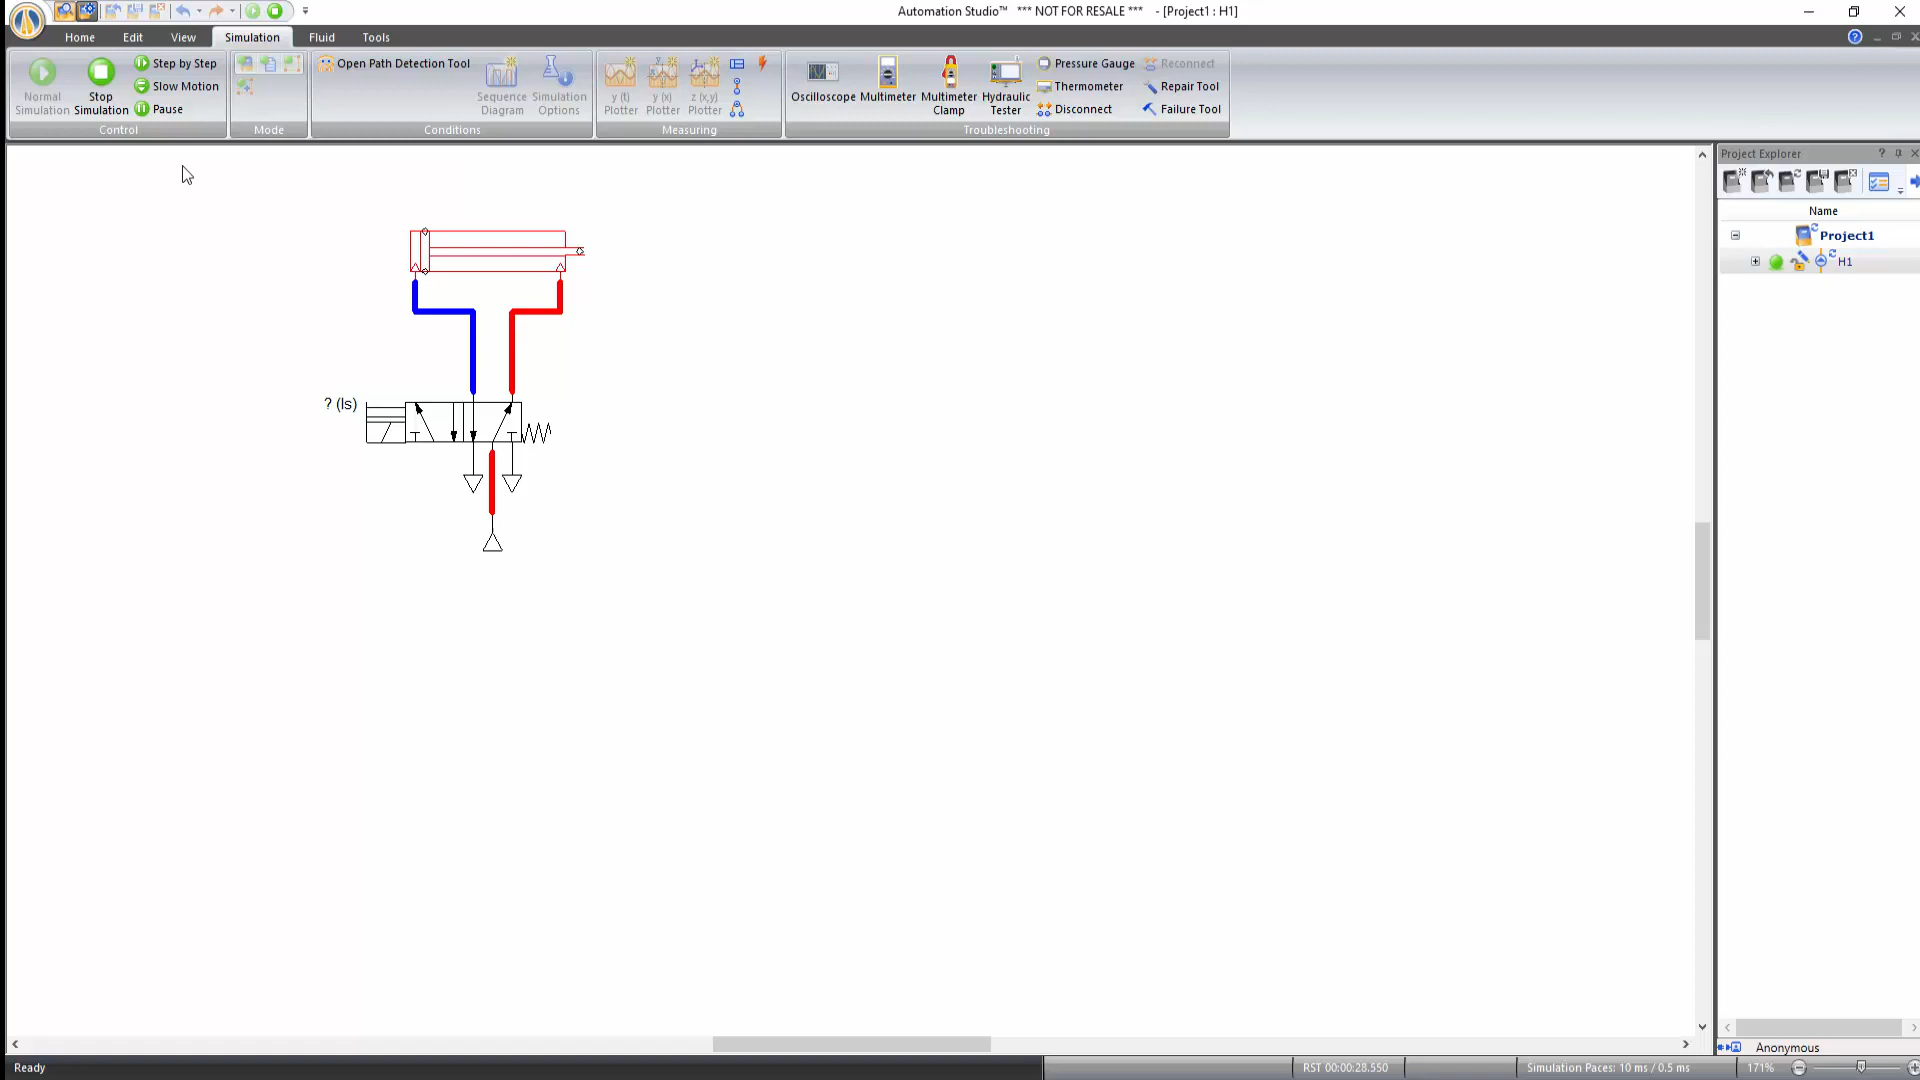 Automation Studio™ *** NOT FOR RESALE *** - [Project1 : H1]
Home Edit View Simulation Fluid Tools
Normal Simulation
Stop Simulation
Step by Step
Slow Motion
Pause
Control
Mode
Open Path Detection Tool
Sequence Diagram
Simulation Options
Conditions
y (t) Plotter
y (x) Plotter
z (x,y) Plotter
Measuring
Oscilloscope
Multimeter
Multimeter Clamp
Hydraulic Tester
Pressure Gauge
Thermometer
Disconnect
Reconnect
Repair Tool
Failure Tool
Troubleshooting
Project Explorer
Name
Project1
H1
? (ls)
Anonymous
Ready
RST 00:00:28.550
Simulation Paces: 10 ms / 0.5 ms
171%